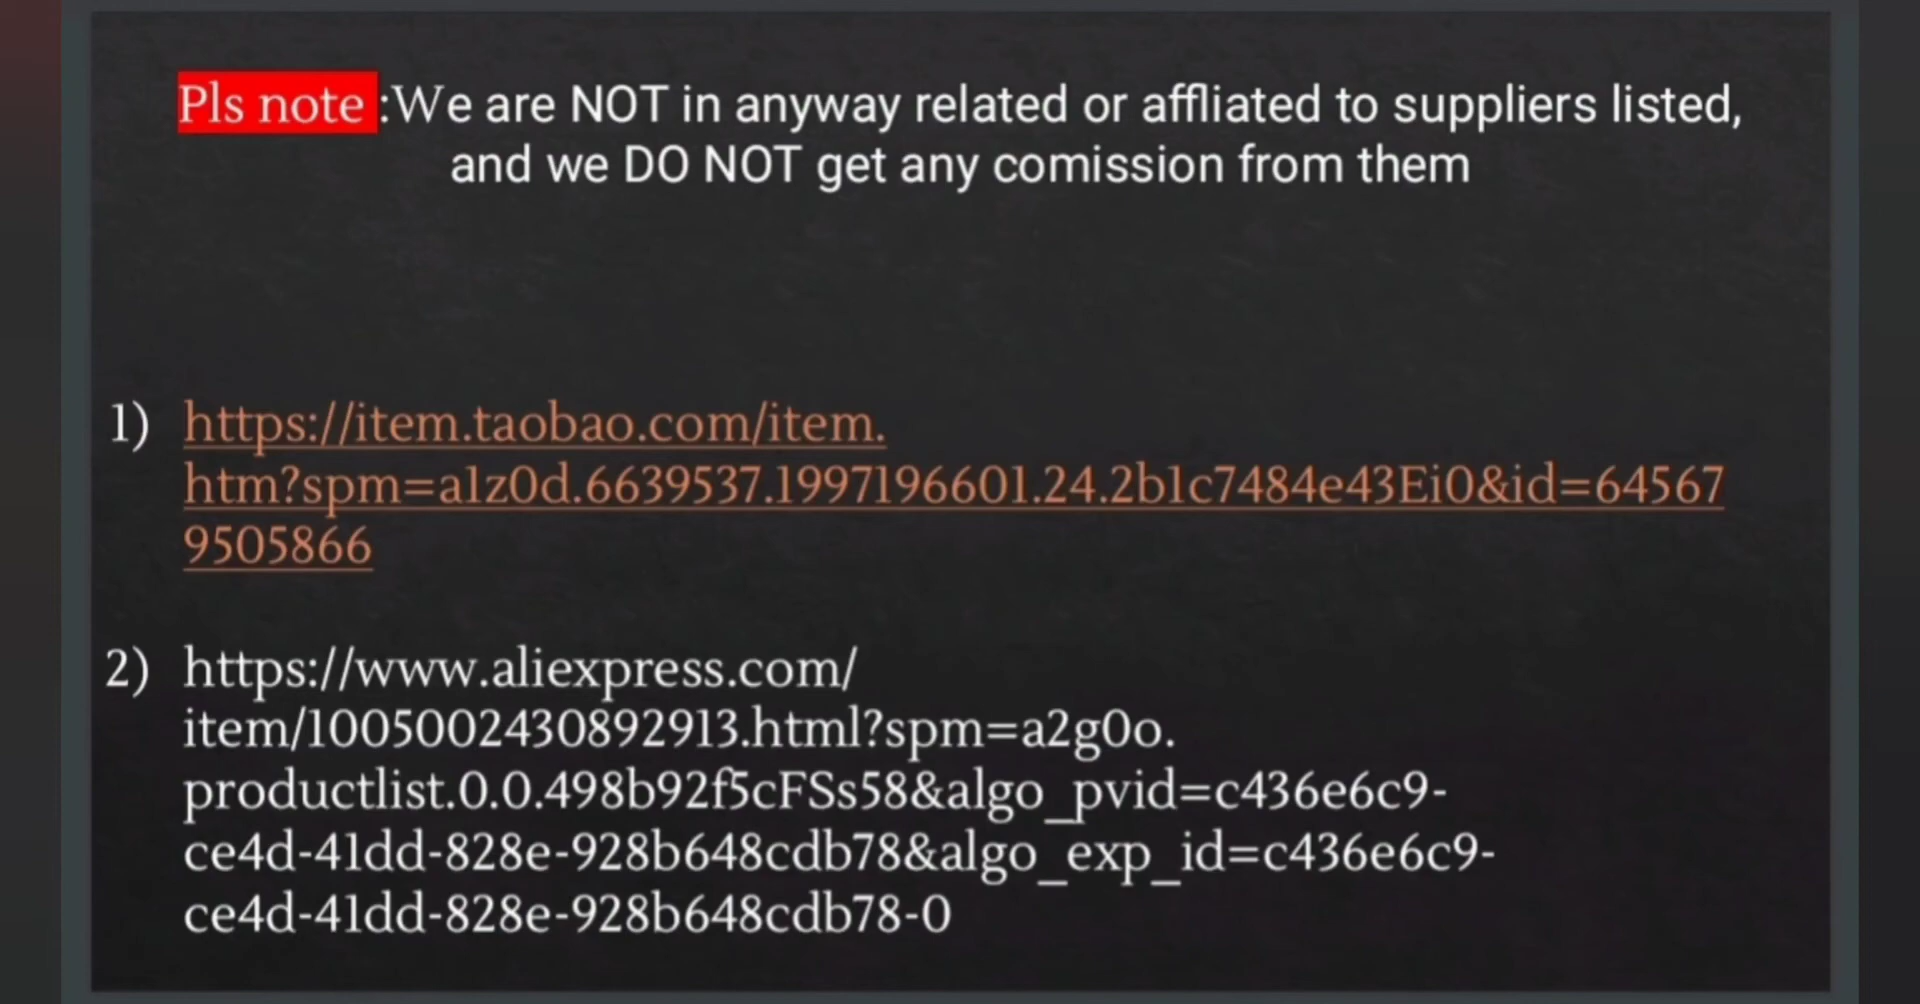 Pls note :We are NOT in anyway related or affliated to suppliers listed,
and we DO NOT get any comission from them
1) https://item.taobao.com/item.
htm?spm=a1z0d.6639537.1997196601.24.2b1c7484e43Ei0&id=64567
9505866
2) https://www.aliexpress.com/
item/1005002430892913.html?spm=a2g0o.
productlist.0.0.498b92f5cFSs58&algo_pvid=c436e6c9-
ce4d-41dd-828e-928b648cdb78&algo_exp_id=c436e6c9-
ce4d-41dd-828e-928b648cdb78-0